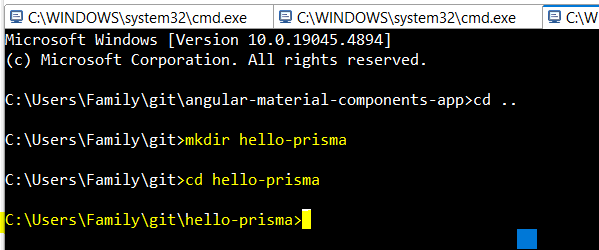 C:\WINDOWS\system32\cmd.exe C:\WINDOWS\system32\cmd.exe C:\W
Microsoft Windows [Version 10.0.19045.4894]
(c) Microsoft Corporation. All rights reserved.
C:\Users\Family\git\angular-material-components-app>cd ..
C:\Users\Family\git>mkdir hello-prisma
C:\Users\Family\git>cd hello-prisma
C:\Users\Family\git\hello-prisma>